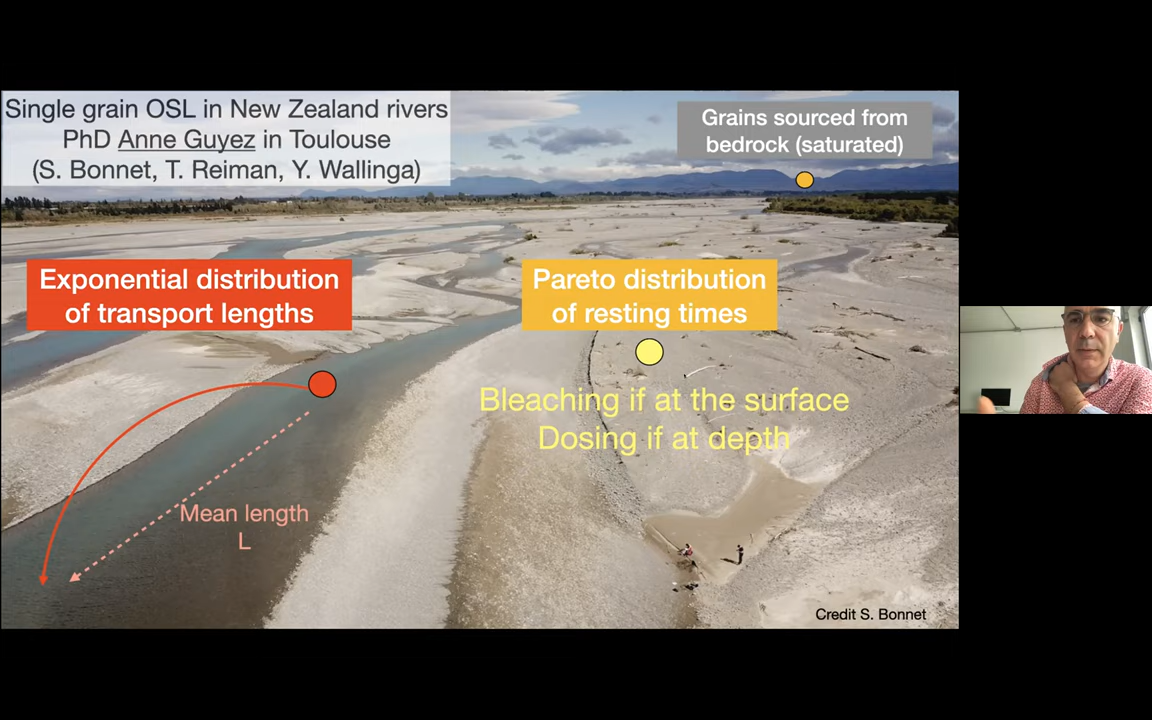 Single grain OSL in New Zealand rivers
PhD Anne Guyez in Toulouse
(S. Bonnet, T. Reiman, Y. Wallinga)
Grains sourced from
bedrock (saturated)
Exponential distribution
of transport lengths
Pareto distribution
of resting times
Bleaching if at the surface
Dosing if at depth
Mean length
L
Credit S. Bonnet